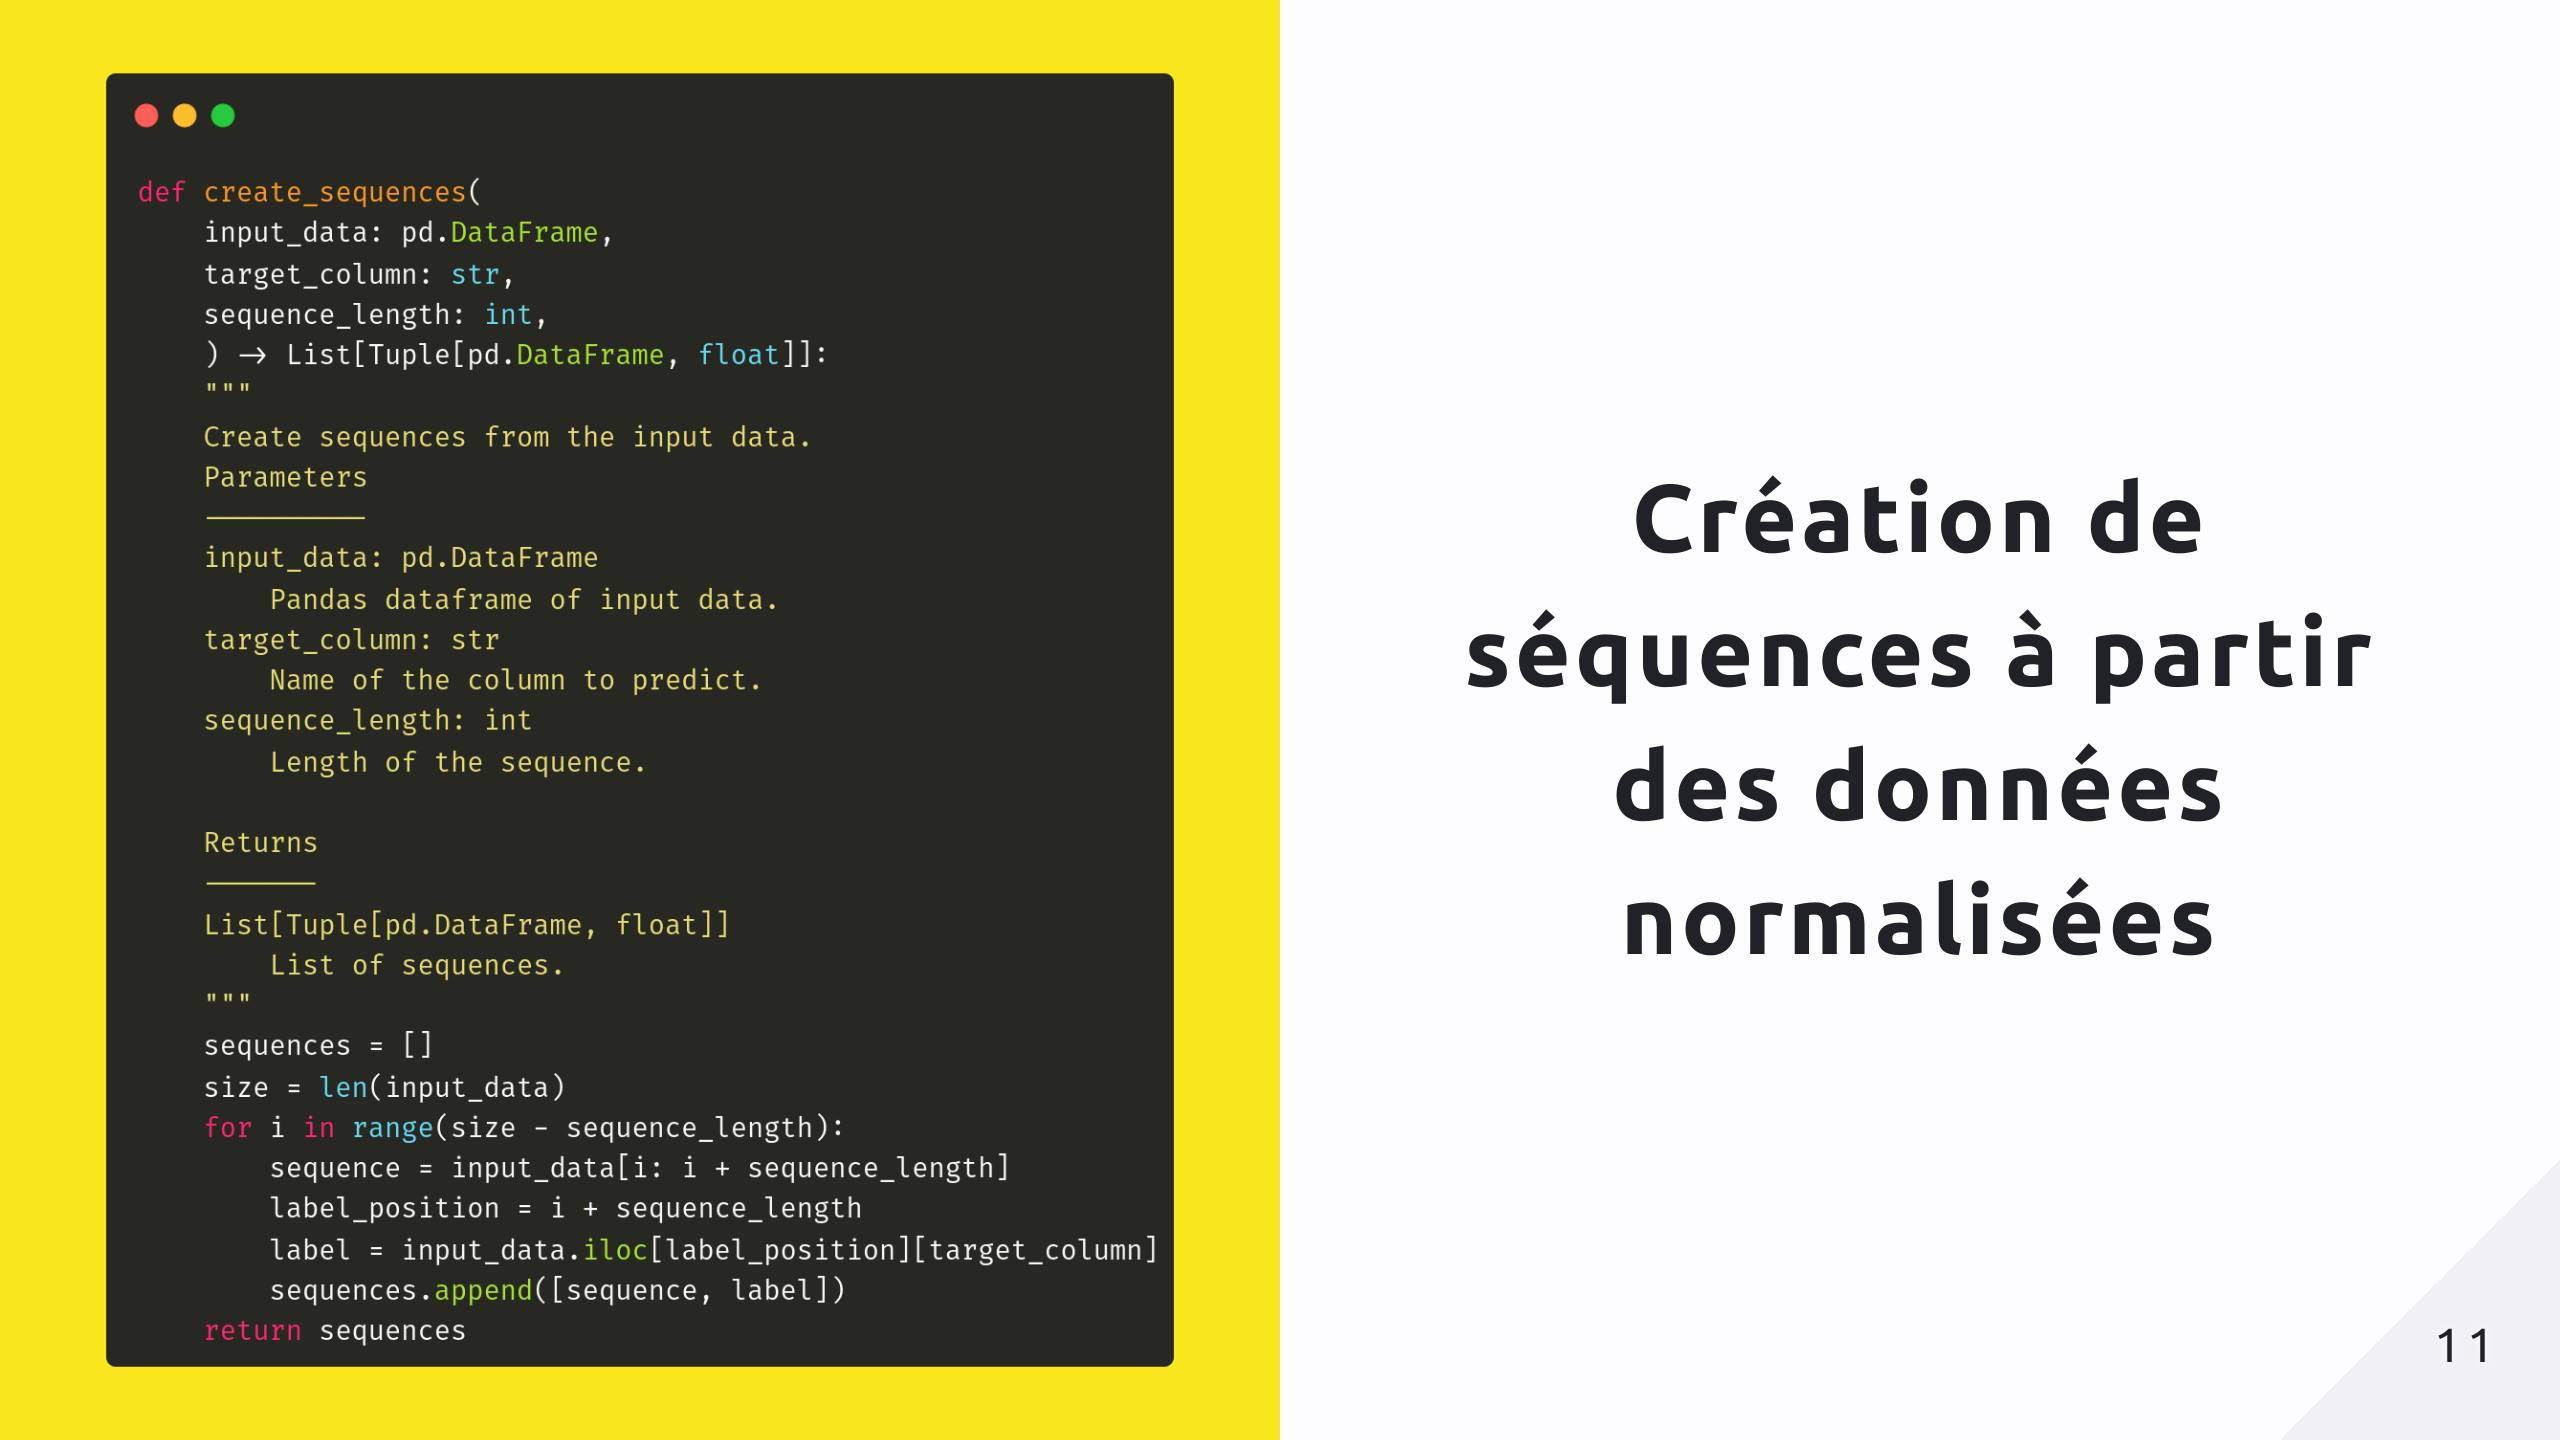 def create_sequences(
    input_data: pd.DataFrame,
    target_column: str,
    sequence_length: int,
    ) -> List[Tuple[pd.DataFrame, float]]:
    """
    Create sequences from the input data.
    Parameters
    ----------
    input_data: pd.DataFrame
        Pandas dataframe of input data.
    target_column: str
        Name of the column to predict.
    sequence_length: int
        Length of the sequence.

    Returns
    -------
    List[Tuple[pd.DataFrame, float]]
        List of sequences.
    """
    sequences = []
    size = len(input_data)
    for i in range(size - sequence_length):
        sequence = input_data[i: i + sequence_length]
        label_position = i + sequence_length
        label = input_data.iloc[label_position][target_column]
        sequences.append([sequence, label])
    return sequences
Création de
séquences à partir
des données
normalisées
11